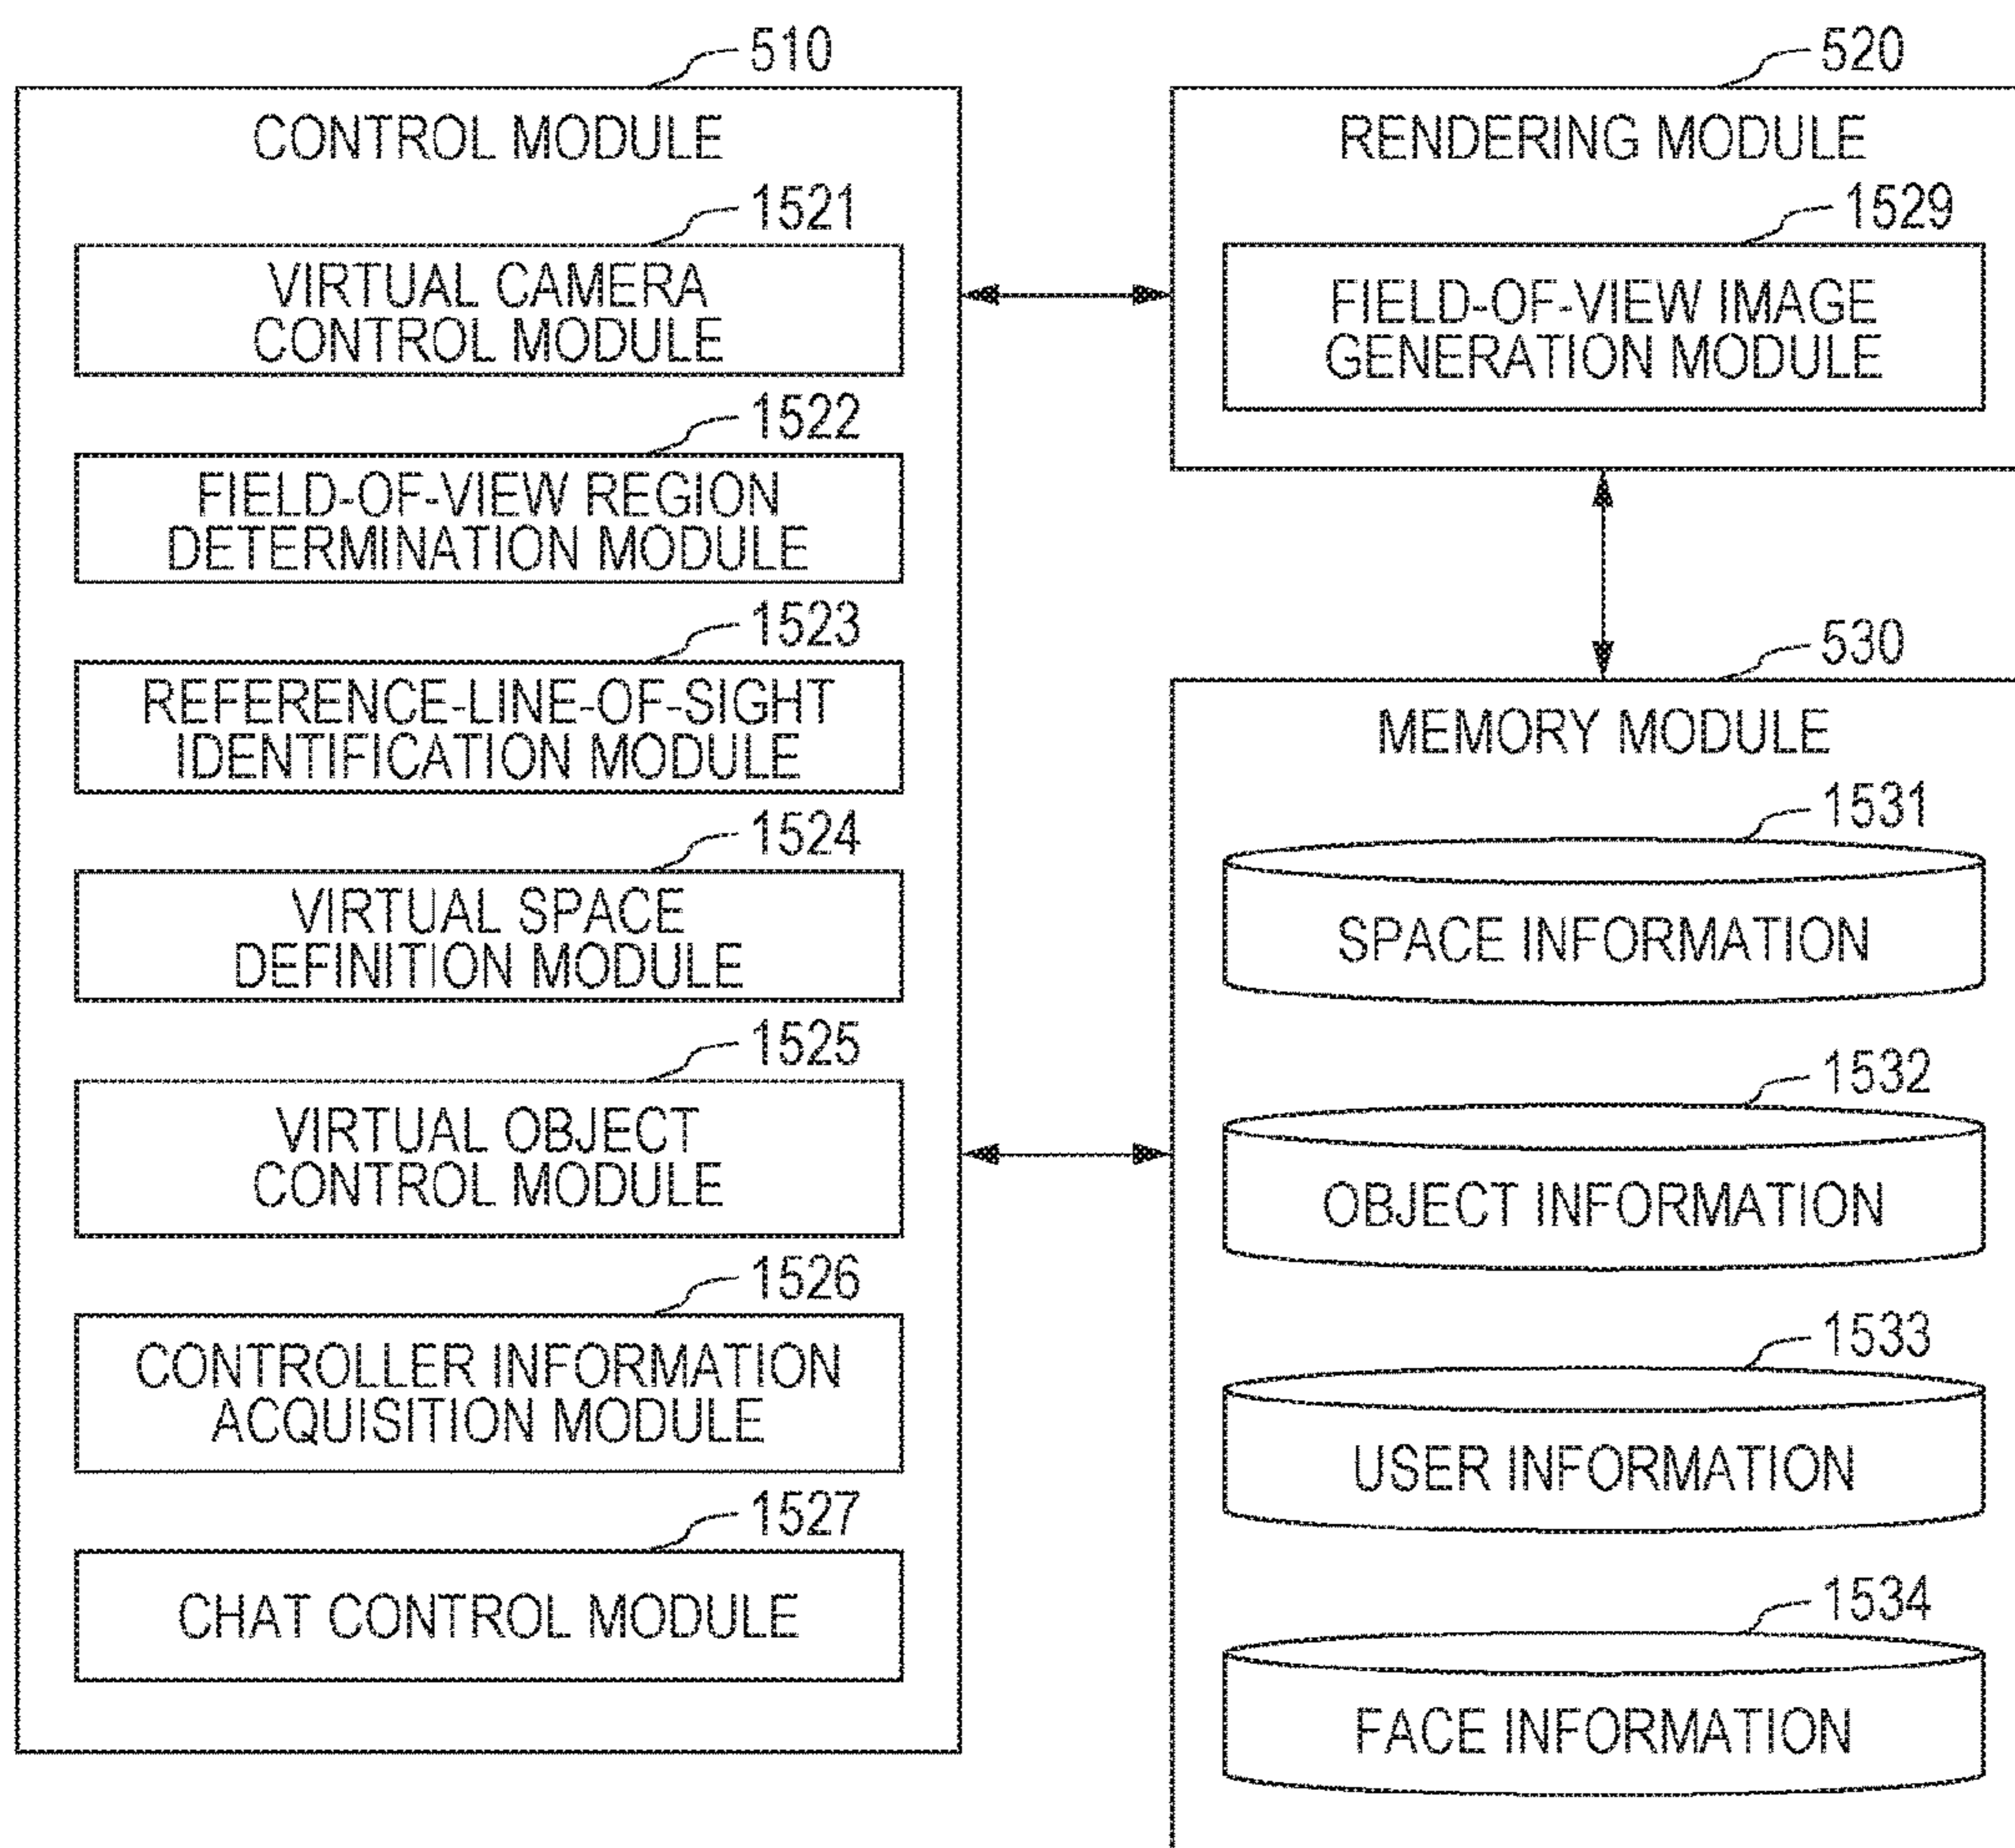 510
CONTROL MODULE
1521
VIRTUAL CAMERA
CONTROL MODULE
1522
FIELD-OF-VIEW REGION
DETERMINATION MODULE
1523
REFERENCE-LINE-OF-SIGHT
IDENTIFICATION MODULE
1524
VIRTUAL SPACE
DEFINITION MODULE
1525
VIRTUAL OBJECT
CONTROL MODULE
1526
CONTROLLER INFORMATION
ACQUISITION MODULE
1527
CHAT CONTROL MODULE
520
RENDERING MODULE
1529
FIELD-OF-VIEW IMAGE
GENERATION MODULE
530
MEMORY MODULE
1531
SPACE INFORMATION
1532
OBJECT INFORMATION
1533
USER INFORMATION
1534
FACE INFORMATION